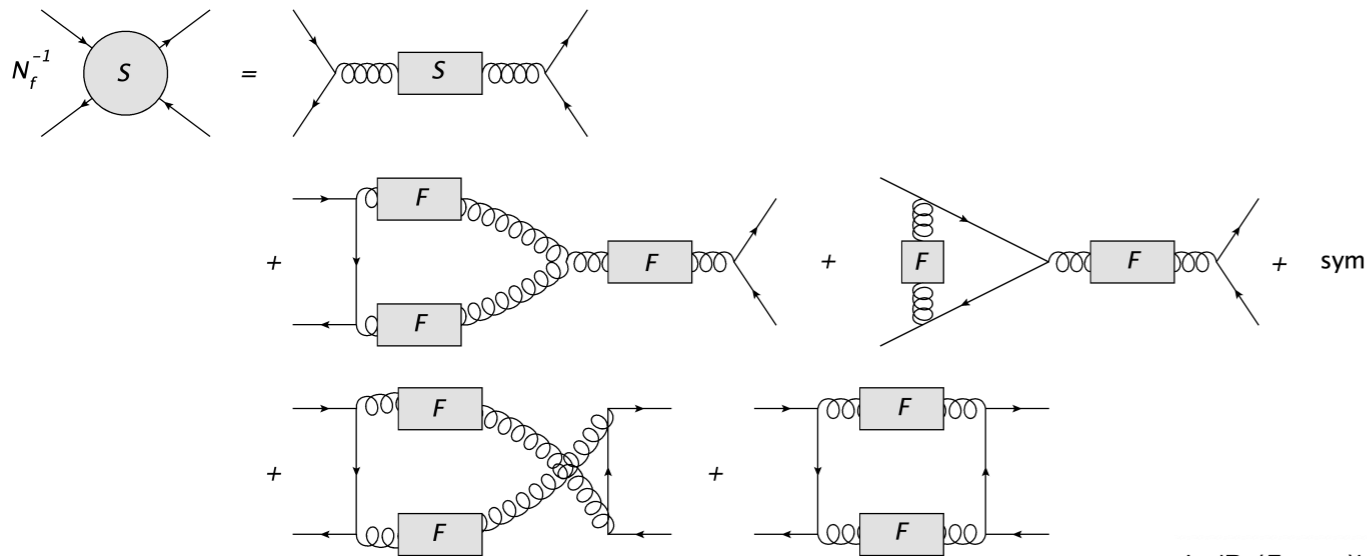 N_f^{-1} S = S
+ F F F + F F + sym
+ F F + F F